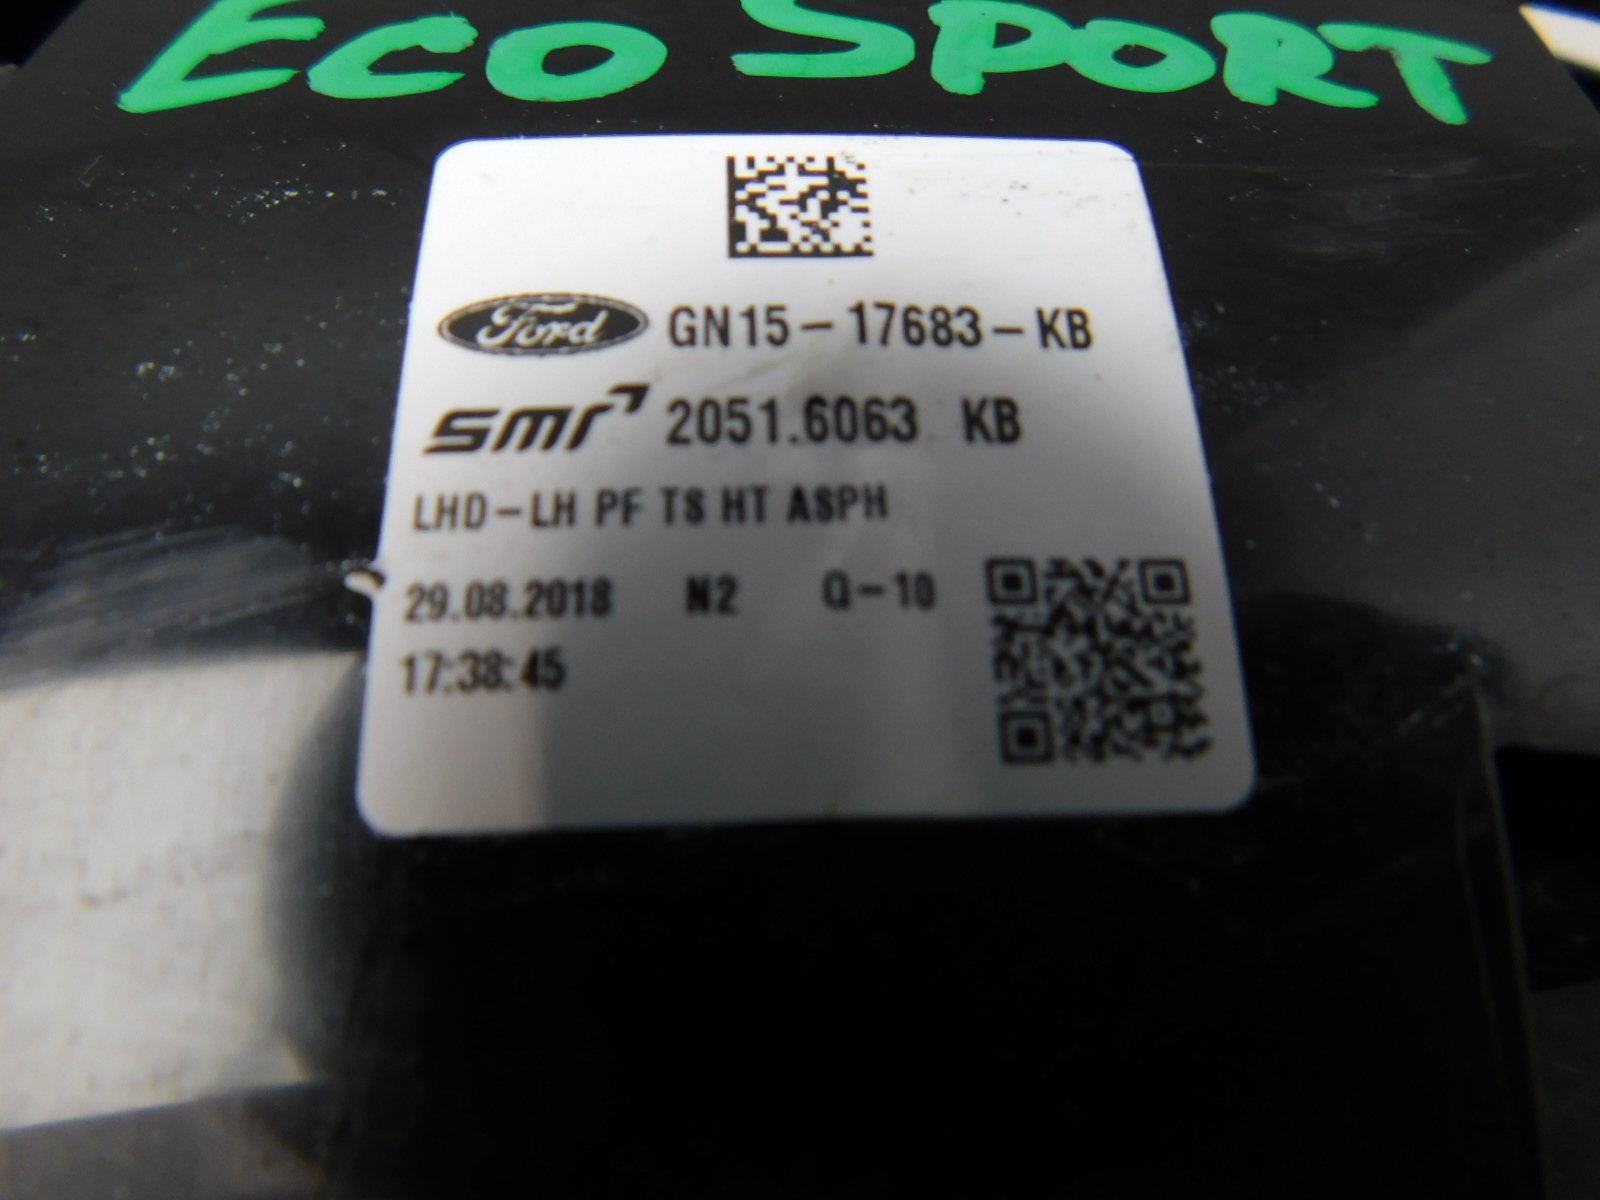 ECO SPORT
Ford GN15-17683-KB
smr 2051.6063 KB
LHD-LH PF TS HT ASPH
29.08.2018 N2 Q-10
17:38:45